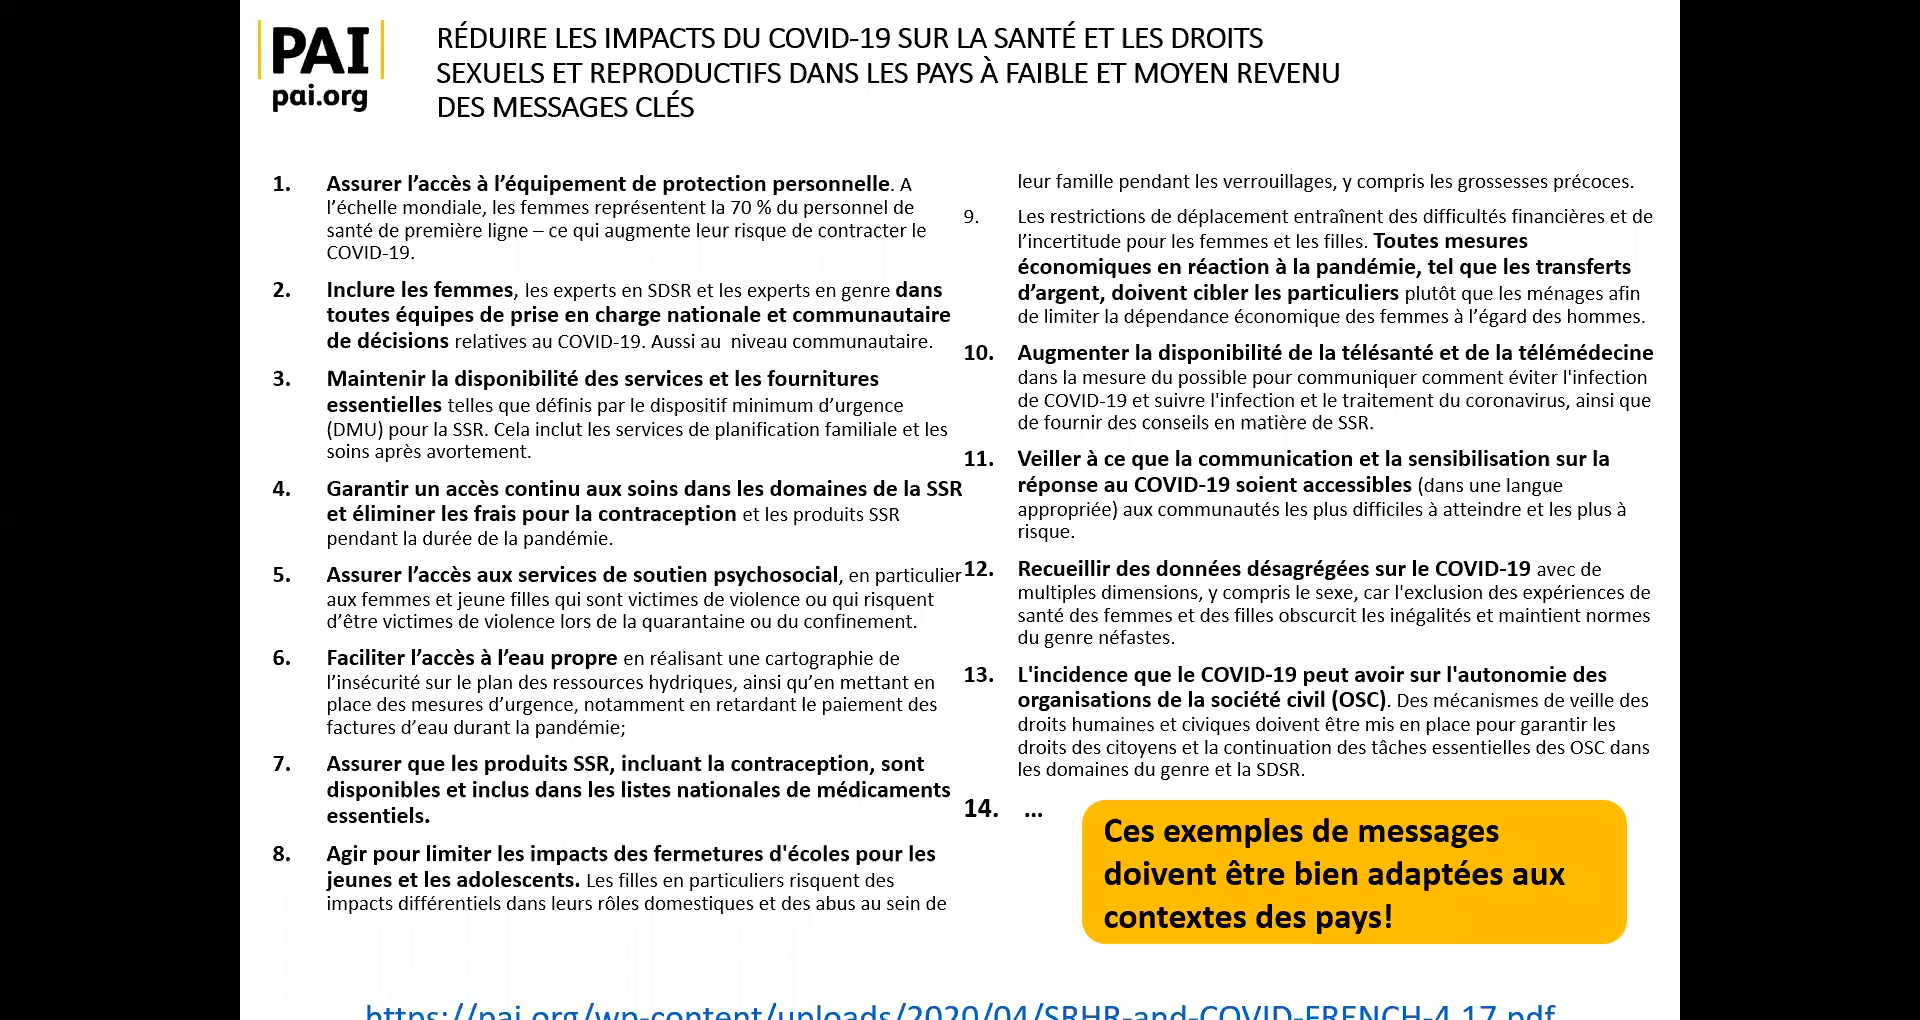 PAI
pai.org
RÉDUIRE LES IMPACTS DU COVID-19 SUR LA SANTÉ ET LES DROITS
SEXUELS ET REPRODUCTIFS DANS LES PAYS À FAIBLE ET MOYEN REVENU
DES MESSAGES CLÉS
1. Assurer l’accès à l’équipement de protection personnelle. A
l’échelle mondiale, les femmes représentent la 70 % du personnel de
santé de première ligne – ce qui augmente leur risque de contracter le
COVID-19.
2. Inclure les femmes, les experts en SDSR et les experts en genre dans
toutes équipes de prise en charge nationale et communautaire
de décisions relatives au COVID-19. Aussi au niveau communautaire.
3. Maintenir la disponibilité des services et les fournitures
essentielles telles que définis par le dispositif minimum d’urgence
(DMU) pour la SSR. Cela inclut les services de planification familiale et les
soins après avortement.
4. Garantir un accès continu aux soins dans les domaines de la SSR
et éliminer les frais pour la contraception et les produits SSR
pendant la durée de la pandémie.
5. Assurer l’accès aux services de soutien psychosocial, en particulier
aux femmes et jeune filles qui sont victimes de violence ou qui risquent
d’être victimes de violence lors de la quarantaine ou du confinement.
6. Faciliter l’accès à l’eau propre en réalisant une cartographie de
l’insécurité sur le plan des ressources hydriques, ainsi qu’en mettant en
place des mesures d’urgence, notamment en retardant le paiement des
factures d’eau durant la pandémie;
7. Assurer que les produits SSR, incluant la contraception, sont
disponibles et inclus dans les listes nationales de médicaments
essentiels.
8. Agir pour limiter les impacts des fermetures d'écoles pour les
jeunes et les adolescents. Les filles en particuliers risquent des
impacts différentiels dans leurs rôles domestiques et des abus au sein de
leur famille pendant les verrouillages, y compris les grossesses précoces.
9. Les restrictions de déplacement entraînent des difficultés financières et de
l’incertitude pour les femmes et les filles. Toutes mesures
économiques en réaction à la pandémie, tel que les transferts
d’argent, doivent cibler les particuliers plutôt que les ménages afin
de limiter la dépendance économique des femmes à l’égard des hommes.
10. Augmenter la disponibilité de la télésanté et de la télémédecine
dans la mesure du possible pour communiquer comment éviter l'infection
de COVID-19 et suivre l'infection et le traitement du coronavirus, ainsi que
de fournir des conseils en matière de SSR.
11. Veiller à ce que la communication et la sensibilisation sur la
réponse au COVID-19 soient accessibles (dans une langue
appropriée) aux communautés les plus difficiles à atteindre et les plus à
risque.
12. Recueillir des données désagrégées sur le COVID-19 avec de
multiples dimensions, y compris le sexe, car l'exclusion des expériences de
santé des femmes et des filles obscurcit les inégalités et maintient normes
du genre néfastes.
13. L'incidence que le COVID-19 peut avoir sur l'autonomie des
organisations de la société civil (OSC). Des mécanismes de veille des
droits humaines et civiques doivent être mis en place pour garantir les
droits des citoyens et la continuation des tâches essentielles des OSC dans
les domaines du genre et la SDSR.
14. ...
Ces exemples de messages
doivent être bien adaptées aux
contextes des pays!
https://pai.org/wp-content/uploads/2020/04/SRHR-and-COVID-FRENCH-4.17.pdf